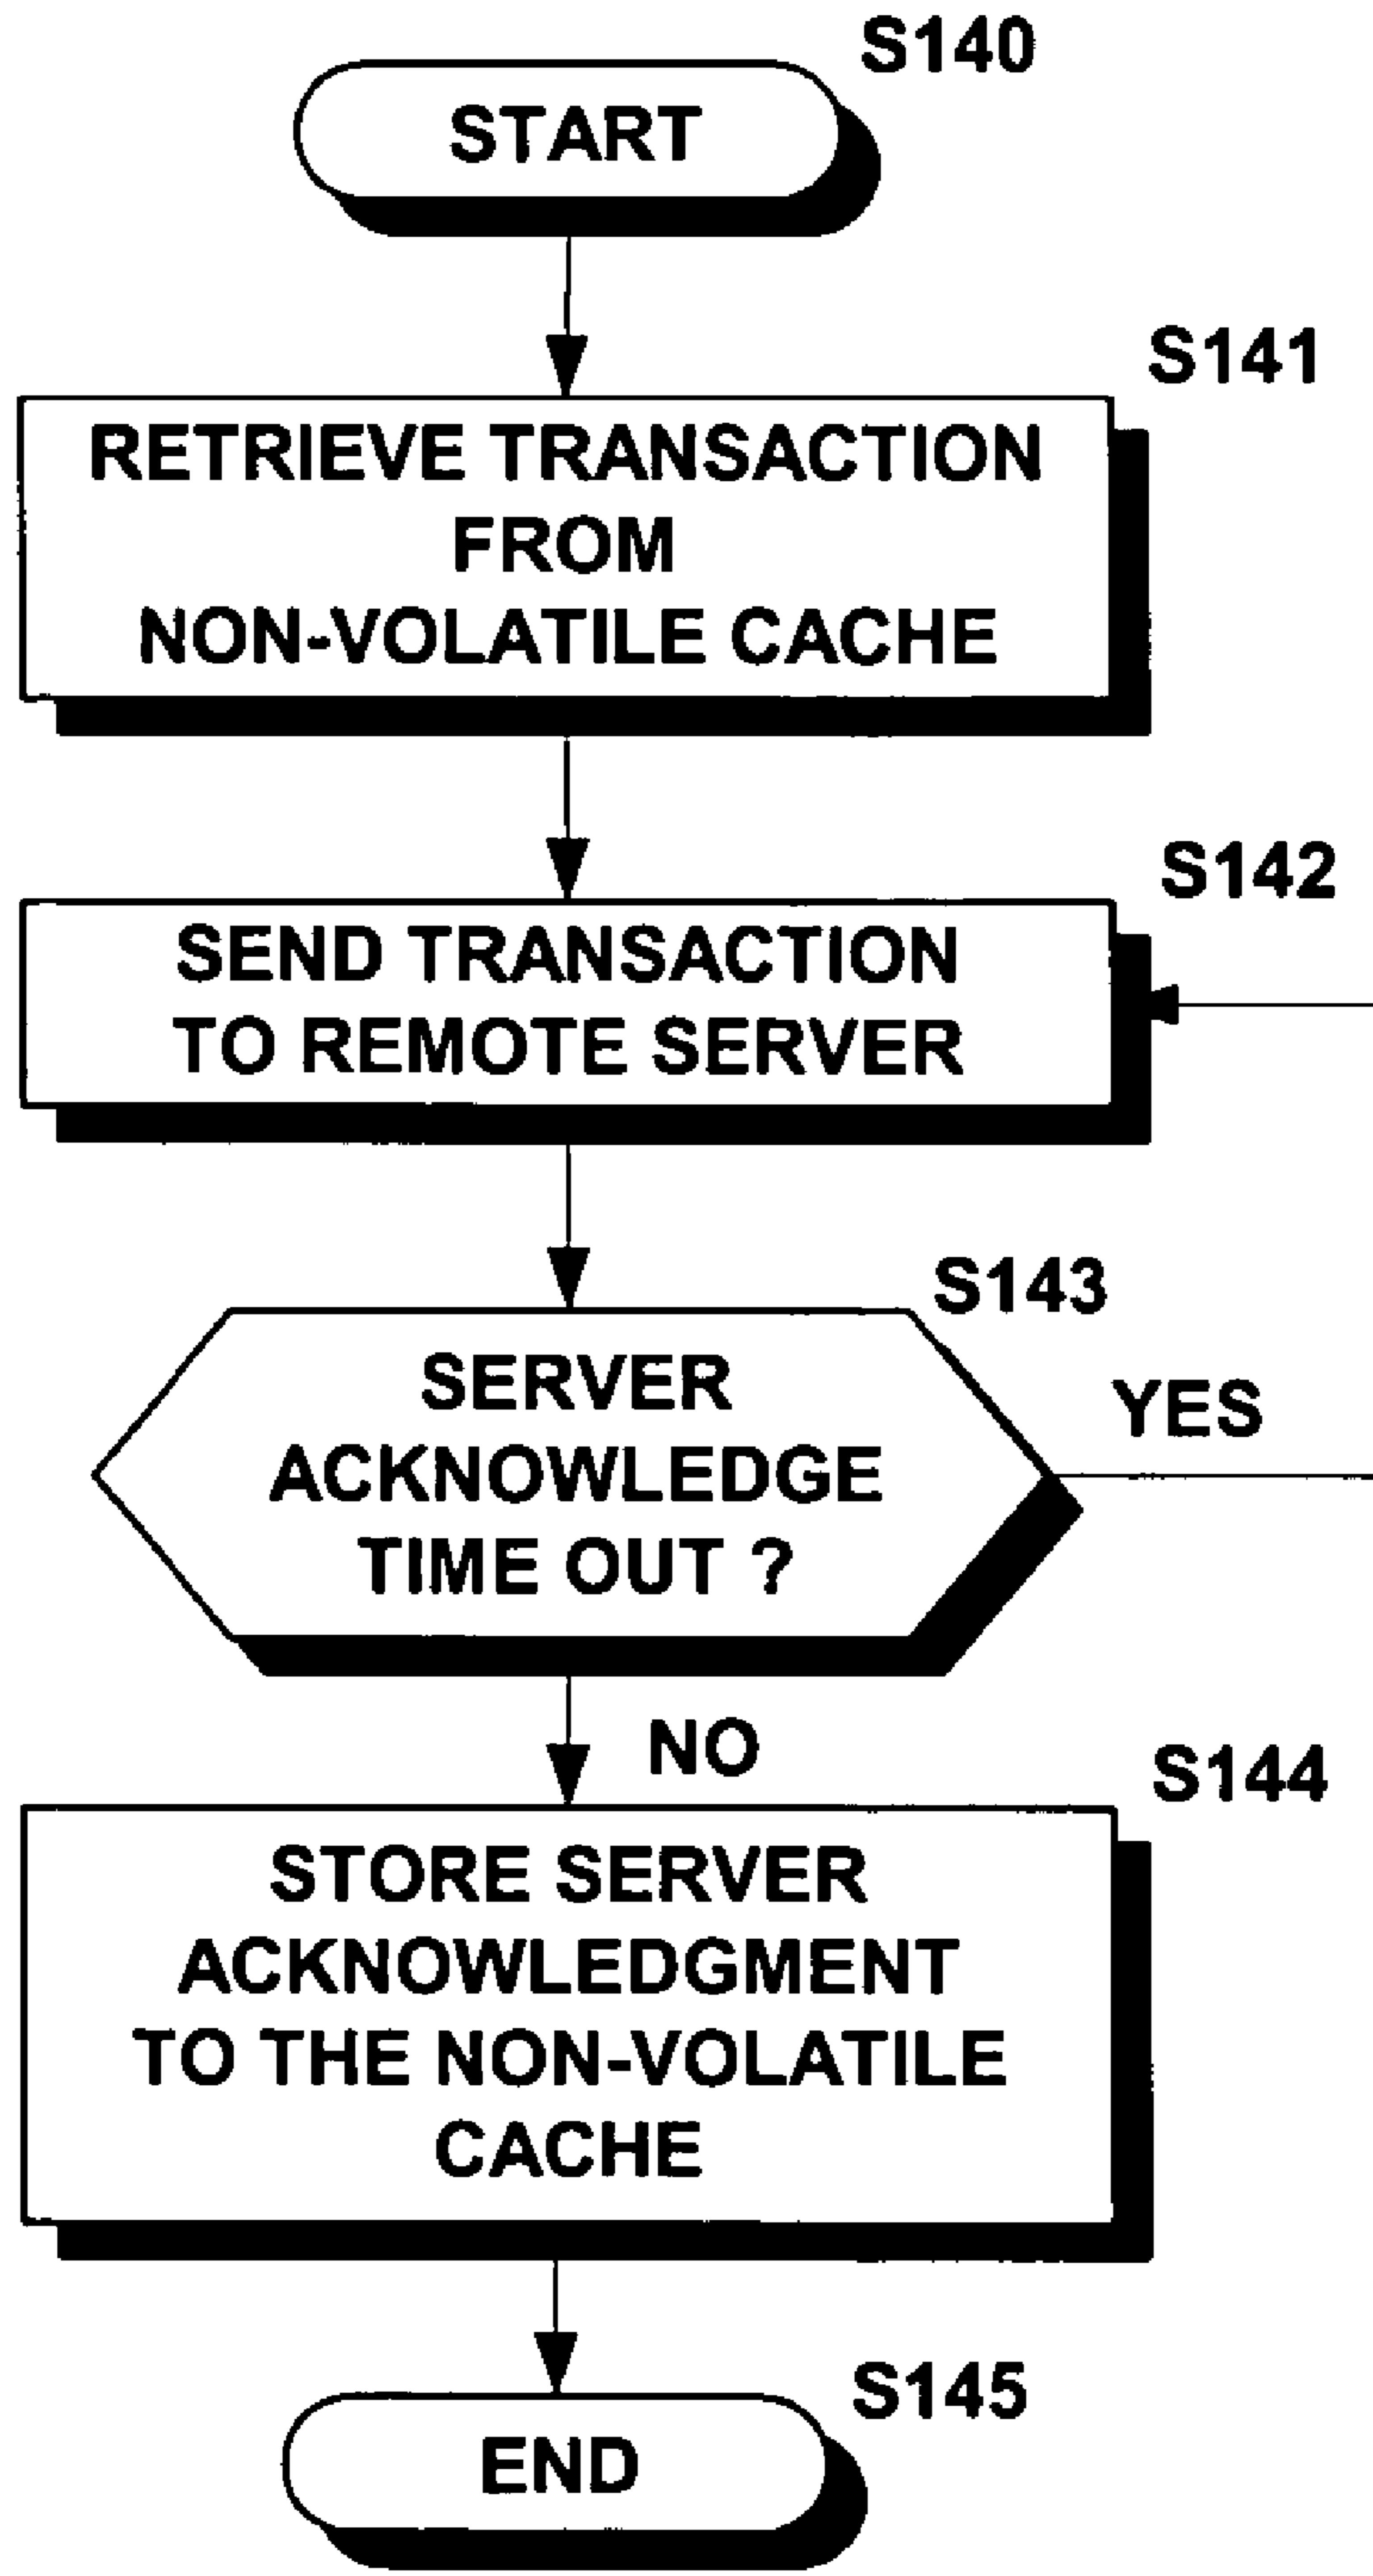 S140
START
S141
RETRIEVE TRANSACTION
FROM
NON-VOLATILE CACHE
S142
SEND TRANSACTION
TO REMOTE SERVER
S143
SERVER
ACKNOWLEDGE
TIME OUT ?
YES
NO
S144
STORE SERVER
ACKNOWLEDGMENT
TO THE NON-VOLATILE
CACHE
S145
END